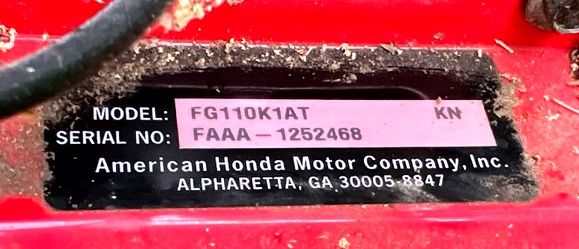 MODEL: FG110K1AT KN
SERIAL NO: FAAA-1252468
American Honda Motor Company, Inc.
ALPHARETTA, GA 30005-8847